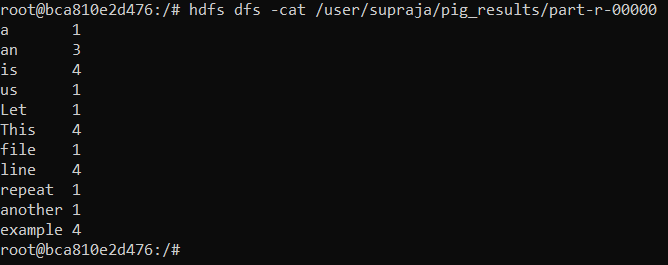 root@bca810e2d476:/# hdfs dfs -cat /user/supraja/pig_results/part-r-00000
a       1
an      3
is      4
us      1
Let     1
This    4
file    1
line    4
repeat  1
another 1
example 4
root@bca810e2d476:/#